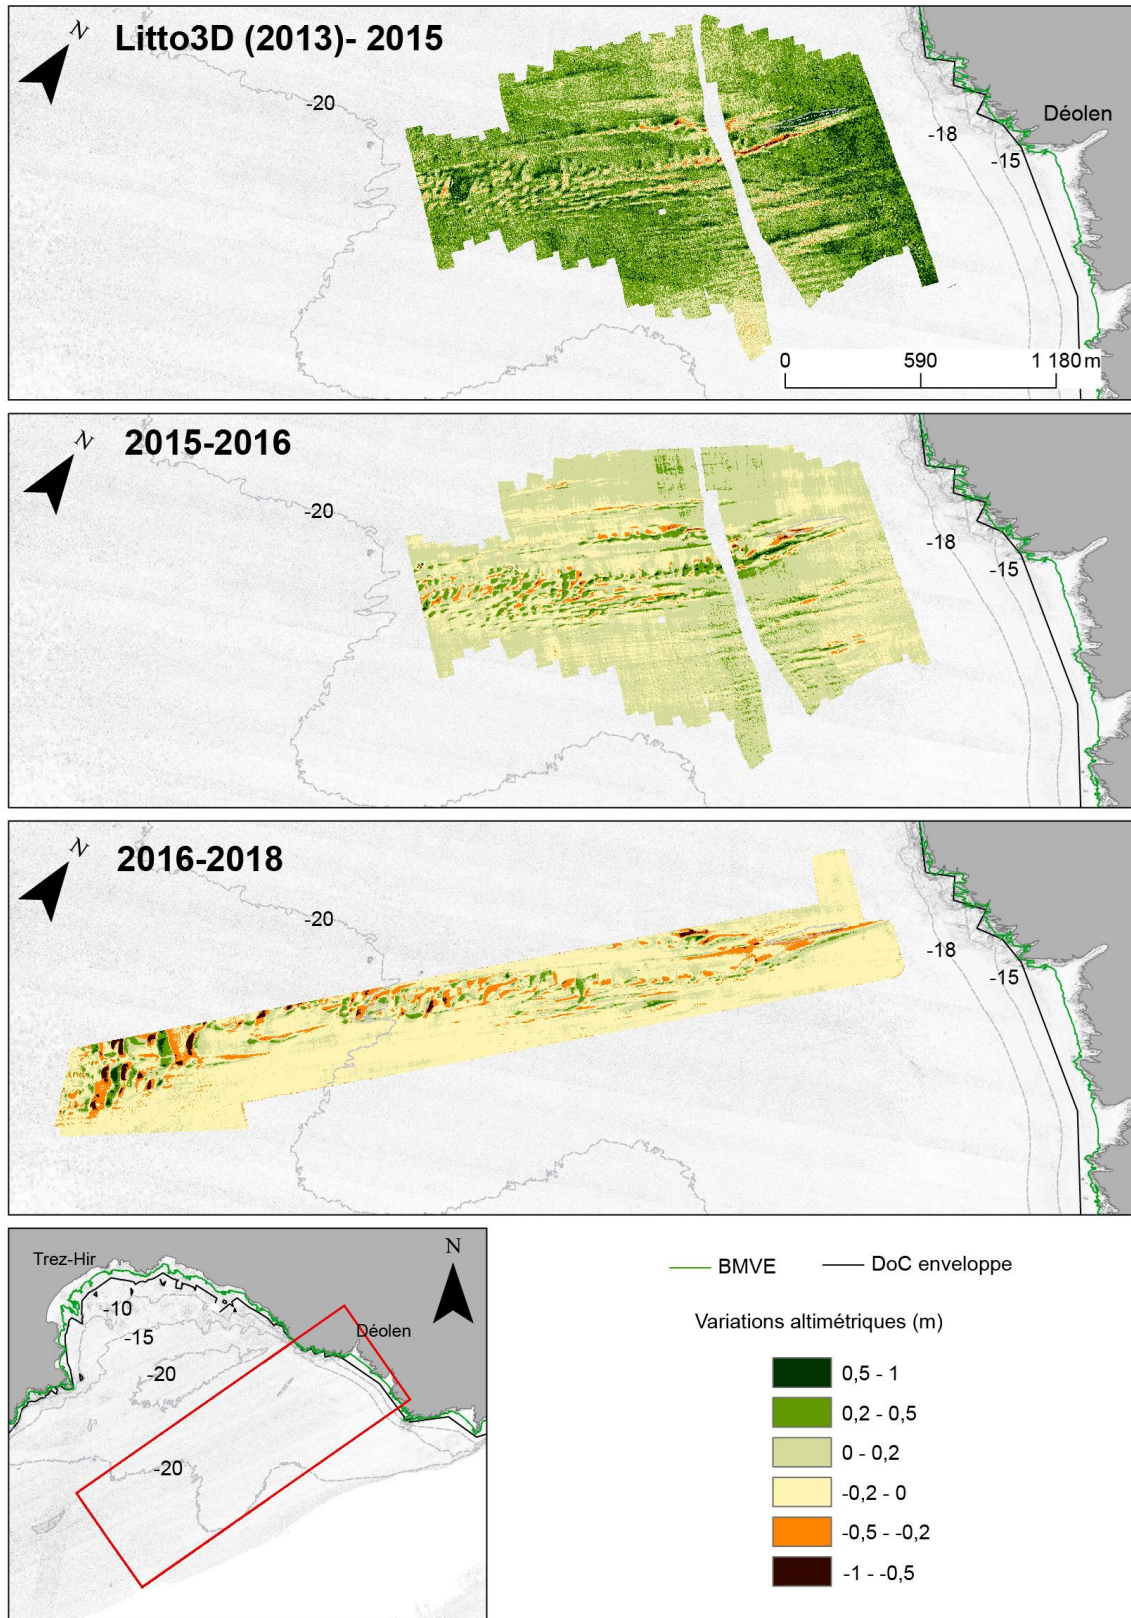 N
Litto3D (2013)- 2015
-20
Déolen
-18
-15
0 590 1 180 m
N
2015-2016
-20
-18
-15
N
2016-2018
-20
-18
-15
Trez-Hir
N
-10
-15
-20
Déolen
-20
BMVE
DoC enveloppe
Variations altimétriques (m)
0,5 - 1
0,2 - 0,5
0 - 0,2
-0,2 - 0
-0,5 - -0,2
-1 - -0,5